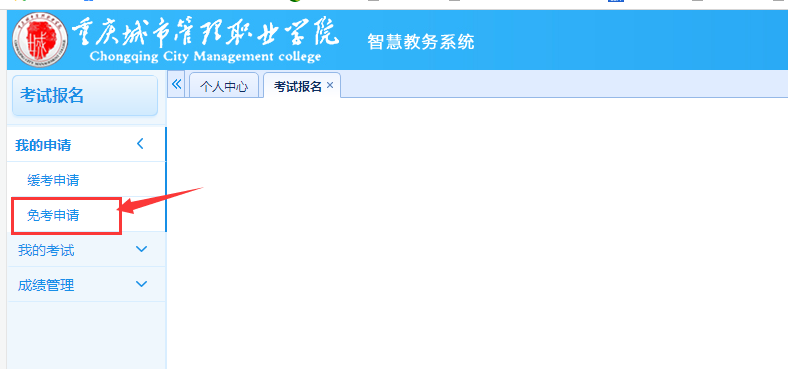 重庆城市管理职业学院
Chongqing City Management college
智慧教务系统
考试报名
个人中心
考试报名
我的申请
缓考申请
免考申请
我的考试
成绩管理